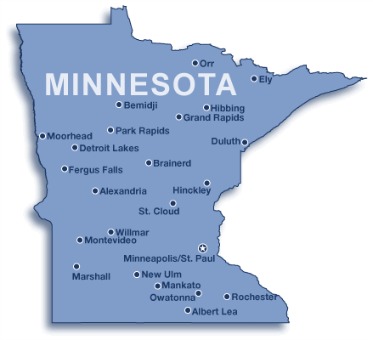 Orr
Ely
MINNESOTA
Bemidji
Hibbing
Grand Rapids
Park Rapids
Moorhead
Duluth
Detroit Lakes
Brainerd
Fergus Falls
Alexandria
Hinckley
St. Cloud
Willmar
Montevideo
Minneapolis/St. Paul
Marshall
New Ulm
Mankato
Owatonna
Rochester
Albert Lea